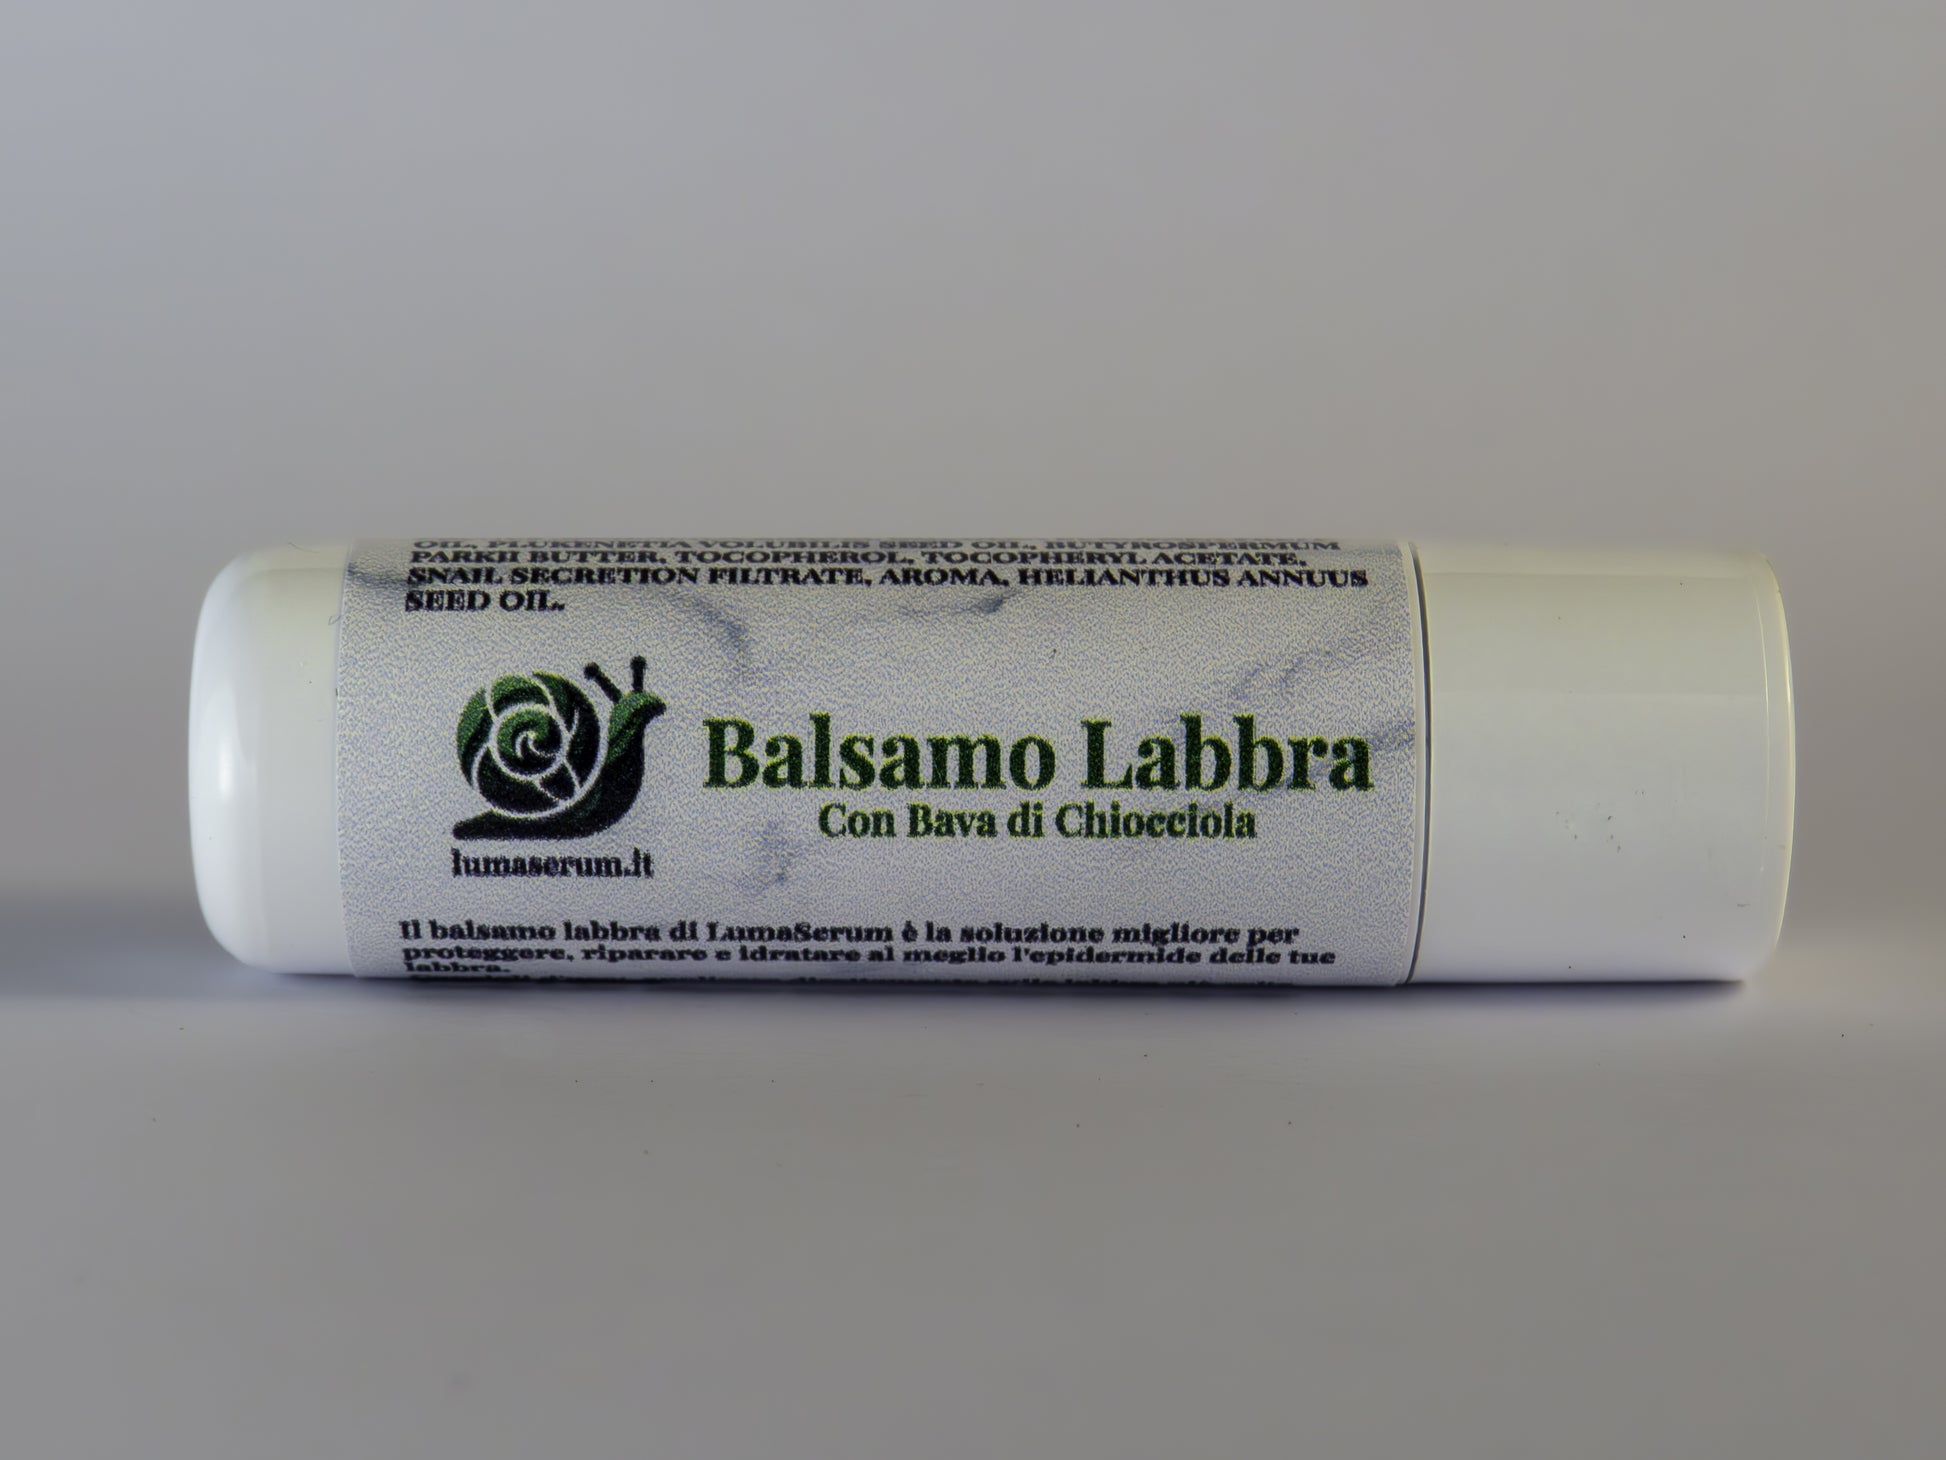 OIL, PLUKENETIA VOLUBILIS SEED OIL, BUTYROSPERMUM
PARKII BUTTER, TOCOPHEROL, TOCOPHERYL ACETATE,
SNAIL SECRETION FILTRATE, AROMA, HELIANTHUS ANNUUS
SEED OIL.
Balsamo Labbra
Con Bava di Chiocciola
lumaserum.it
Il balsamo labbra di LumaSerum è la soluzione migliore per
proteggere, riparare e idratare al meglio l'epidermide delle tue
labbra.